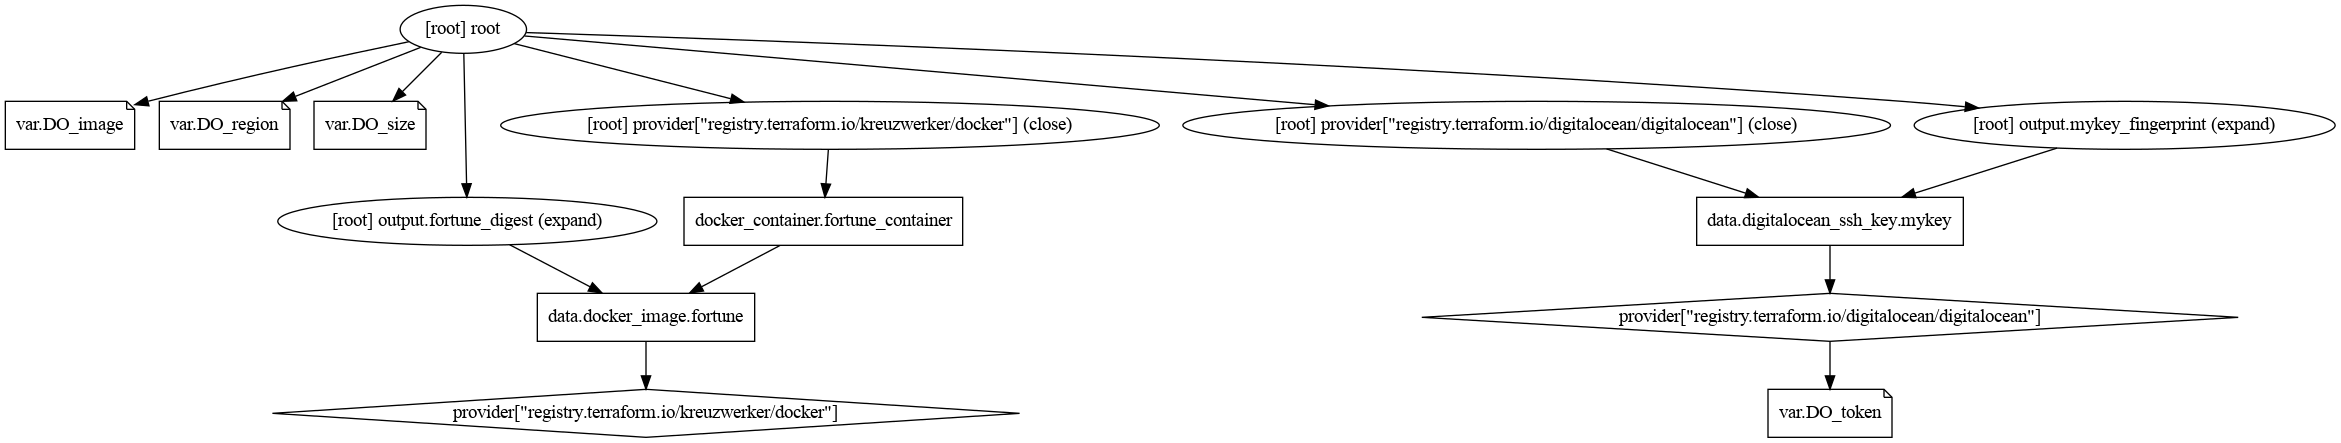 [root] root
var.DO_image
var.DO_region
var.DO_size
[root] provider["registry.terraform.io/kreuzwerker/docker"] (close)
[root] provider["registry.terraform.io/digitalocean/digitalocean"] (close)
[root] output.mykey_fingerprint (expand)
[root] output.fortune_digest (expand)
docker_container.fortune_container
data.digitalocean_ssh_key.mykey
data.docker_image.fortune
provider["registry.terraform.io/digitalocean/digitalocean"]
provider["registry.terraform.io/kreuzwerker/docker"]
var.DO_token